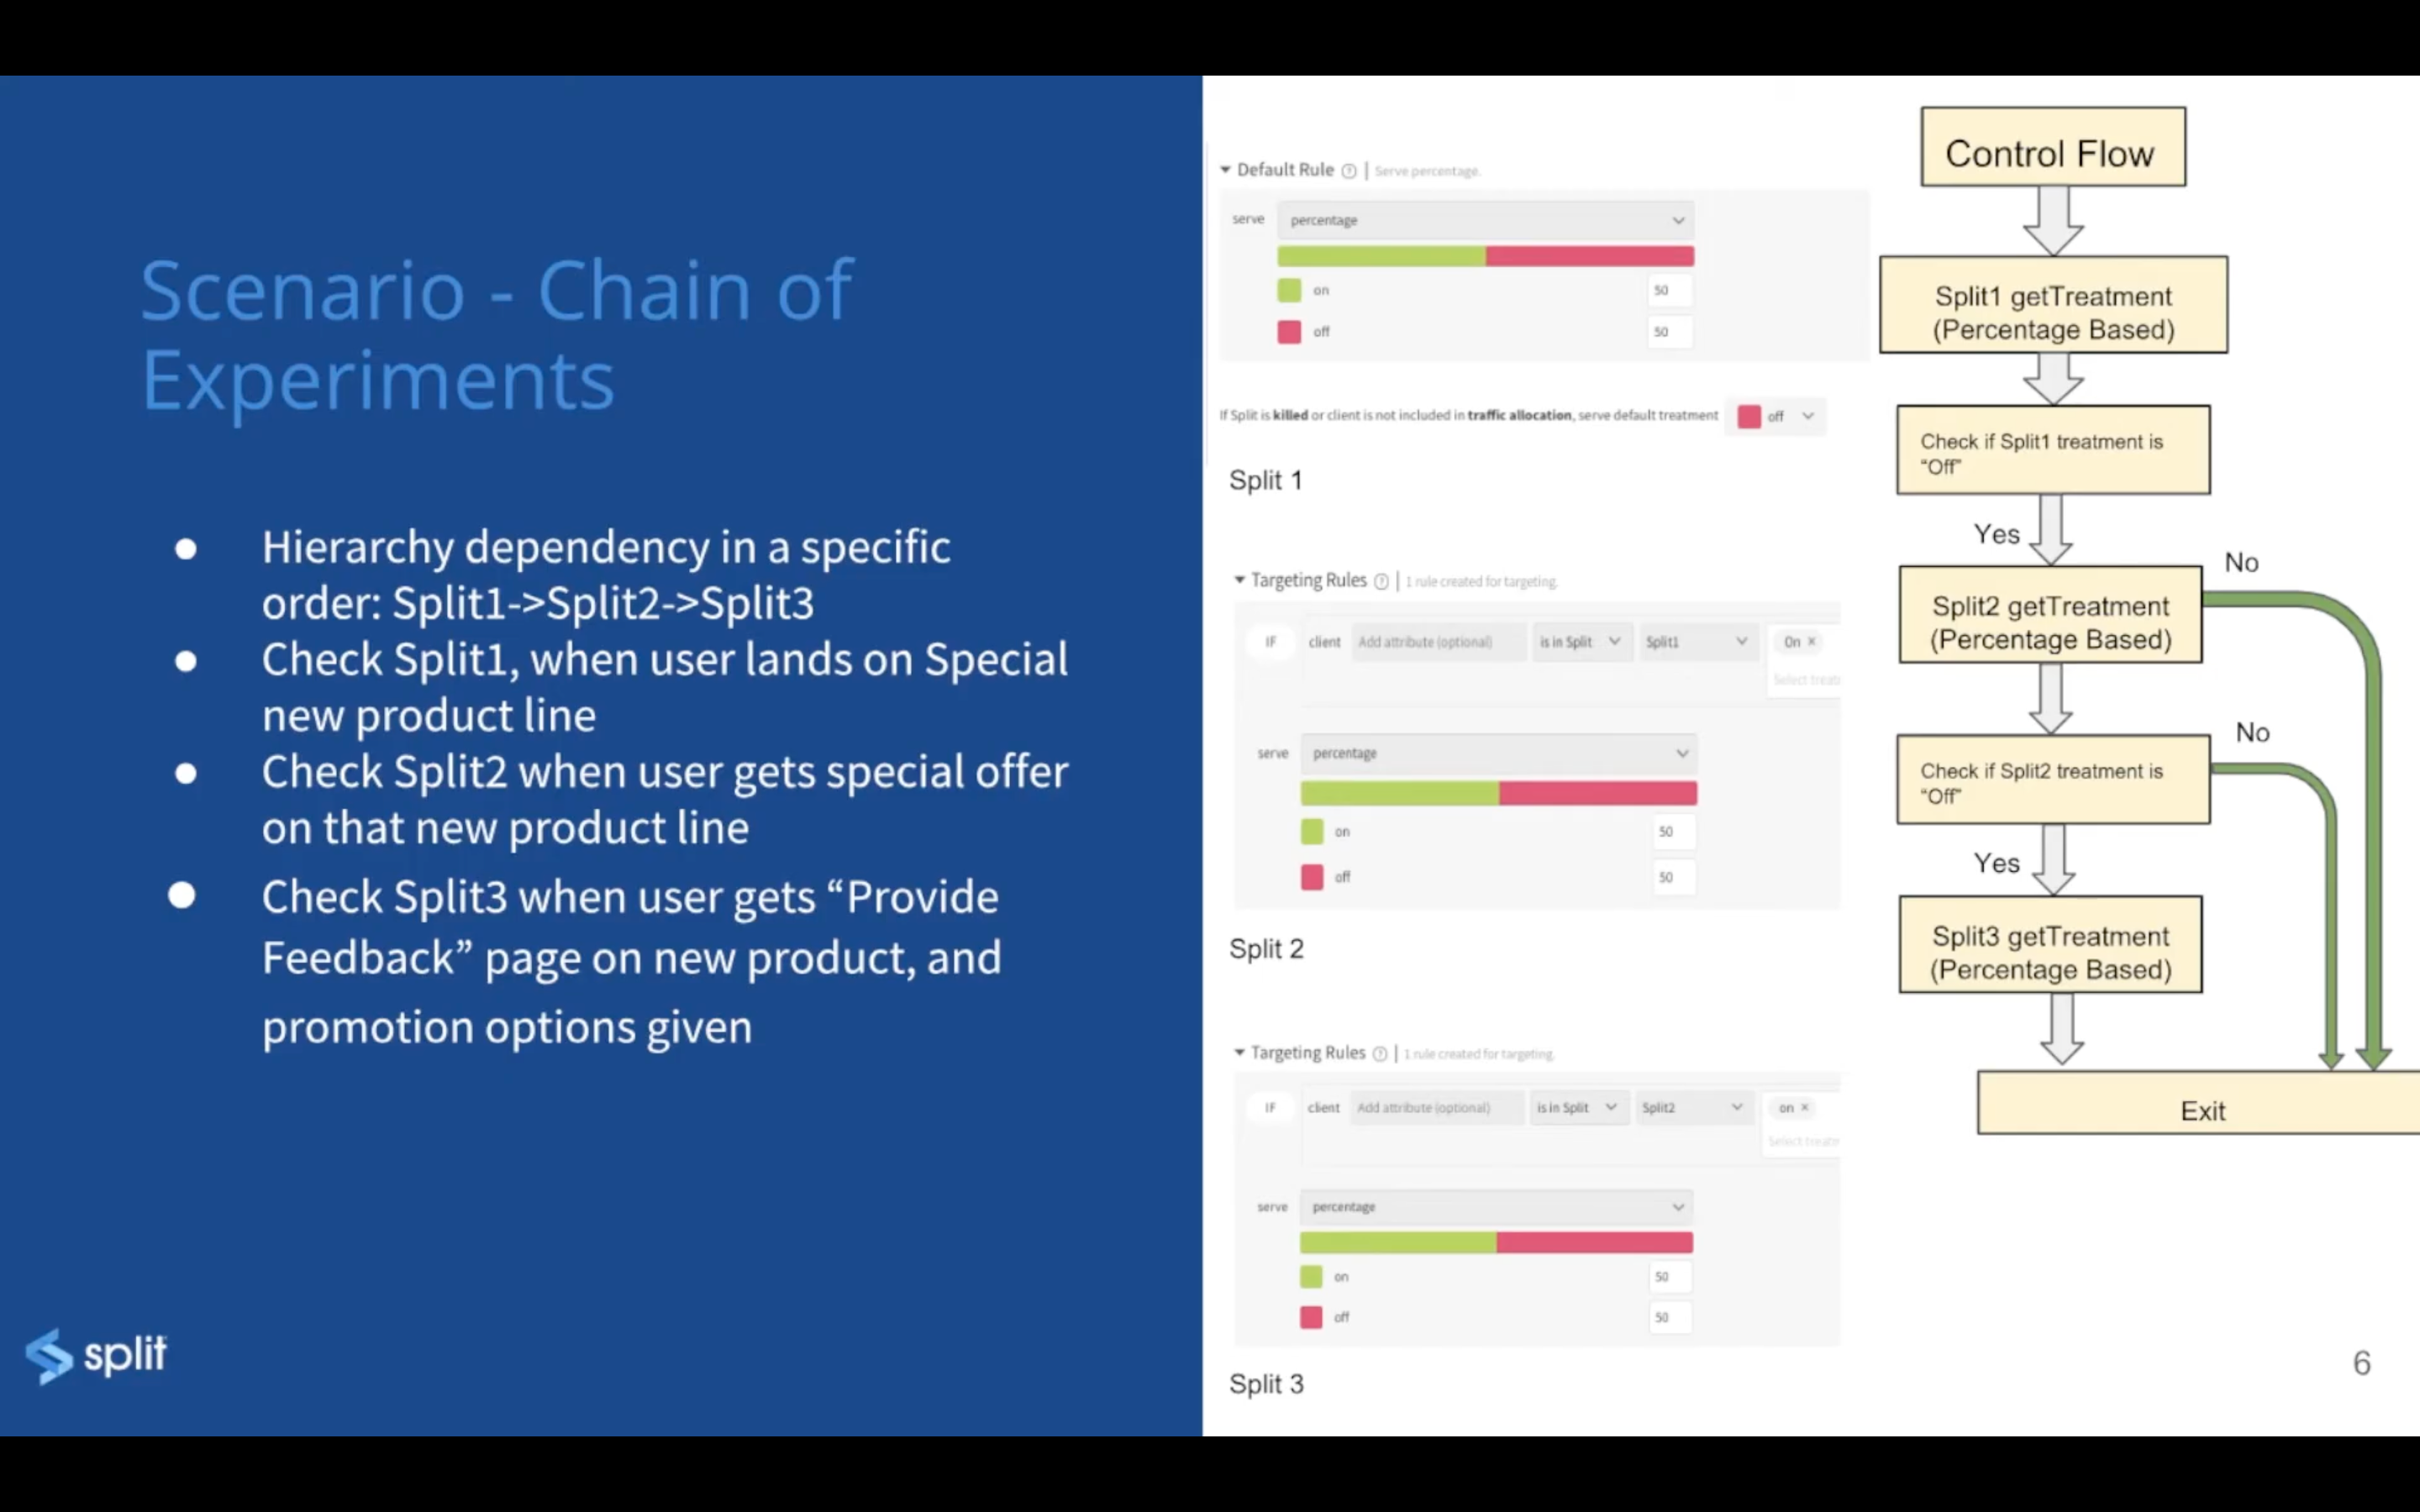 Scenario - Chain of
Experiments
● Hierarchy dependency in a specific
order: Split1->Split2->Split3
● Check Split1, when user lands on Special
new product line
● Check Split2 when user gets special offer
on that new product line
● Check Split3 when user gets “Provide
Feedback” page on new product, and
promotion options given
split
Default Rule ? | Serve percentage.
serve percentage
on 50
off 50
If Split is killed or client is not included in traffic allocation, serve default treatment off
Split 1
Targeting Rules ? | 1 rule created for targeting.
IF client Add attribute (optional) is in Split Split1 On ×
Select
serve percentage
on 50
off 50
Split 2
Targeting Rules ? | 1 rule created for targeting.
IF client Add attribute (optional) is in Split Split2 on ×
Select
serve percentage
on 50
off 50
Split 3
Control Flow
Split1 getTreatment
(Percentage Based)
Check if Split1 treatment is
“Off”
Yes
No
Split2 getTreatment
(Percentage Based)
No
Check if Split2 treatment is
“Off”
Yes
Split3 getTreatment
(Percentage Based)
Exit
6